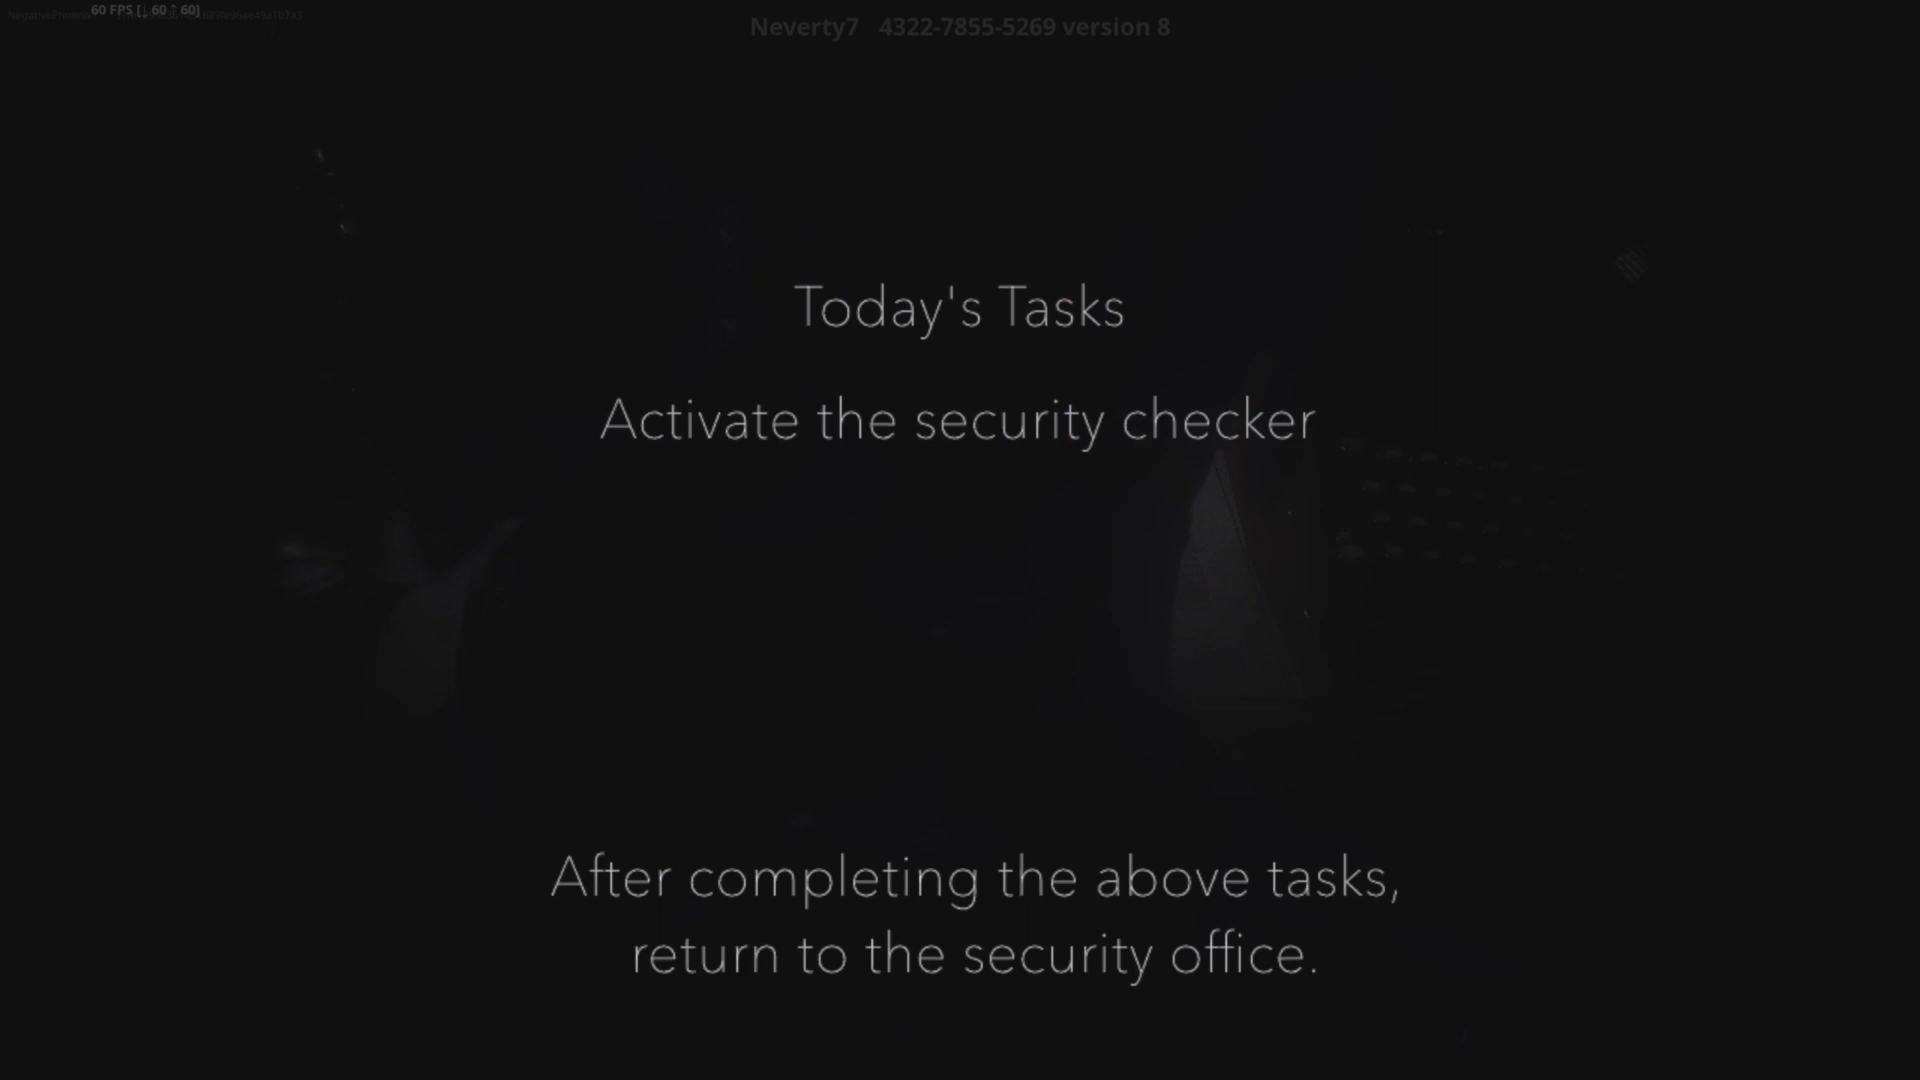 60 FPS [↓ 60 ↑ 60]
Neverty7 4322-7855-5269 version 8
Today's Tasks
Activate the security checker
After completing the above tasks,
return to the security office.